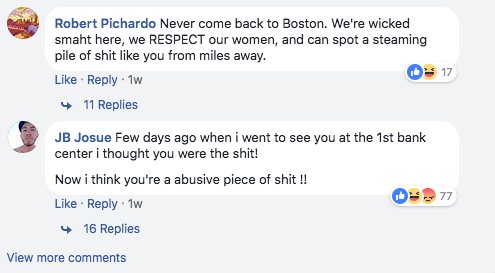 Robert Pichardo Never come back to Boston. We're wicked
smaht here, we RESPECT our women, and can spot a steaming
pile of shit like you from miles away.
17
Like · Reply · 1w
11 Replies
JB Josue Few days ago when i went to see you at the 1st bank
center i thought you were the shit!
Now i think you're a abusive piece of shit !!
77
Like · Reply · 1w
16 Replies
View more comments